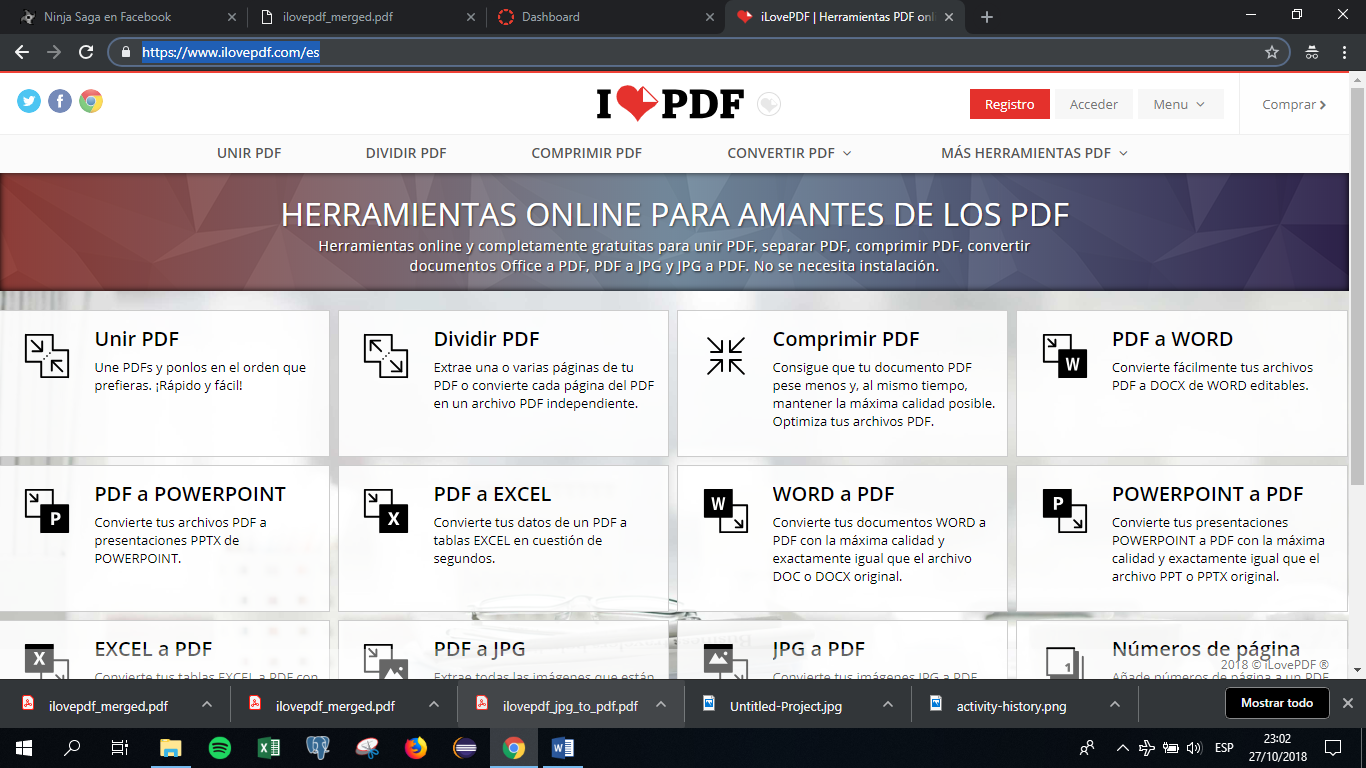 Ninja Saga en Facebook
ilovepdf_merged.pdf
Dashboard
iLovePDF | Herramientas PDF onl
https://www.ilovepdf.com/es
I PDF
Registro
Acceder
Menu
Comprar
UNIR PDF
DIVIDIR PDF
COMPRIMIR PDF
CONVERTIR PDF
MÁS HERRAMIENTAS PDF
HERRAMIENTAS ONLINE PARA AMANTES DE LOS PDF
Herramientas online y completamente gratuitas para unir PDF, separar PDF, comprimir PDF, convertir
documentos Office a PDF, PDF a JPG y JPG a PDF. No se necesita instalación.
Unir PDF
Une PDFs y ponlos en el orden que
prefieras. ¡Rápido y fácil!
Dividir PDF
Extrae una o varias páginas de tu
PDF o convierte cada página del PDF
en un archivo PDF independiente.
Comprimir PDF
Consigue que tu documento PDF
pese menos y, al mismo tiempo,
mantener la máxima calidad posible.
Optimiza tus archivos PDF.
W
PDF a WORD
Convierte fácilmente tus archivos
PDF a DOCX de WORD editables.
P
PDF a POWERPOINT
Convierte tus archivos PDF a
presentaciones PPTX de
POWERPOINT.
X
PDF a EXCEL
Convierte tus datos de un PDF a
tablas EXCEL en cuestión de
segundos.
W
WORD a PDF
Convierte tus documentos WORD a
PDF con la máxima calidad y
exactamente igual que el archivo
DOC o DOCX original.
P
POWERPOINT a PDF
Convierte tus presentaciones
POWERPOINT a PDF con la máxima
calidad y exactamente igual que el
archivo PPT o PPTX original.
X
EXCEL a PDF
Convierte tus tablas EXCEL a PDF con
PDF a JPG
Extrae todas las imágenes que están
JPG a PDF
Convierte tus imágenes JPG a PDF
1
Números de página
Añade números de página a un PDF
2018 © iLovePDF ®
ilovepdf_merged.pdf
ilovepdf_merged.pdf
ilovepdf_jpg_to_pdf.pdf
Untitled-Project.jpg
activity-history.png
Mostrar todo
ESP
23:02
27/10/2018